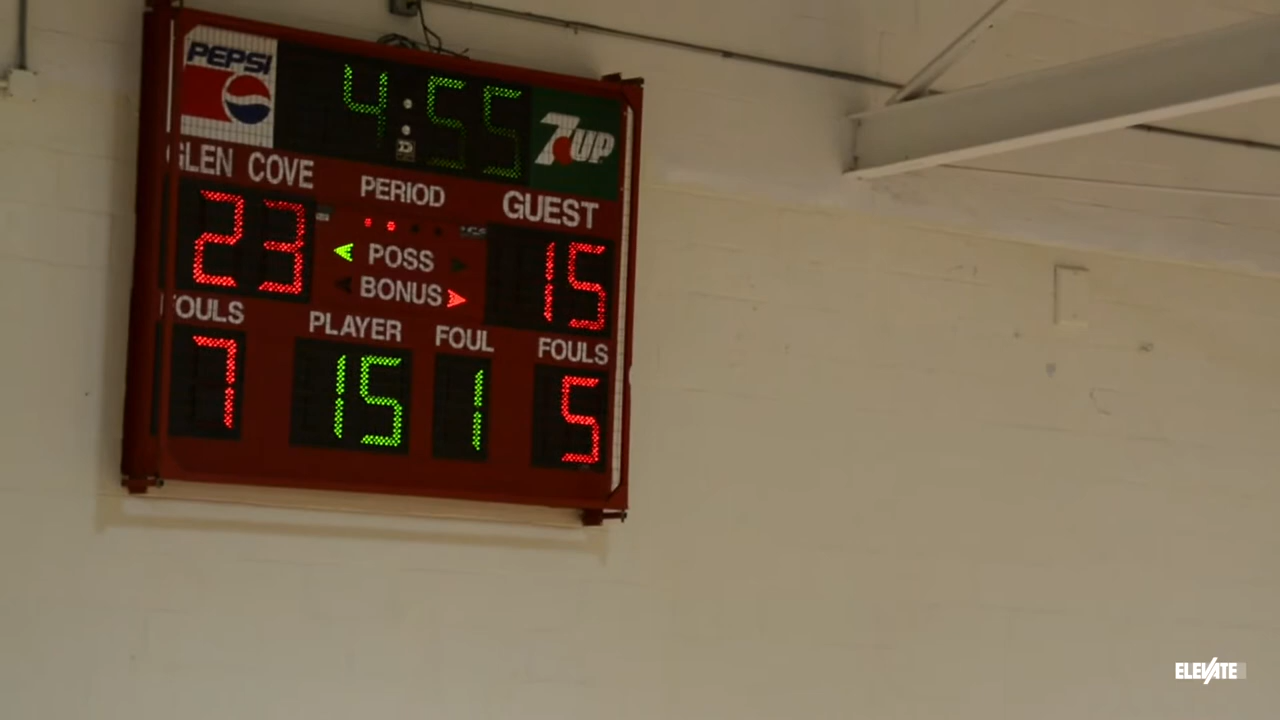 PEPSI
4:55
7UP
GLEN COVE
PERIOD
GUEST
23
POSS
15
BONUS
FOULS
PLAYER
FOUL
FOULS
7
15
1
5
ELEVATE